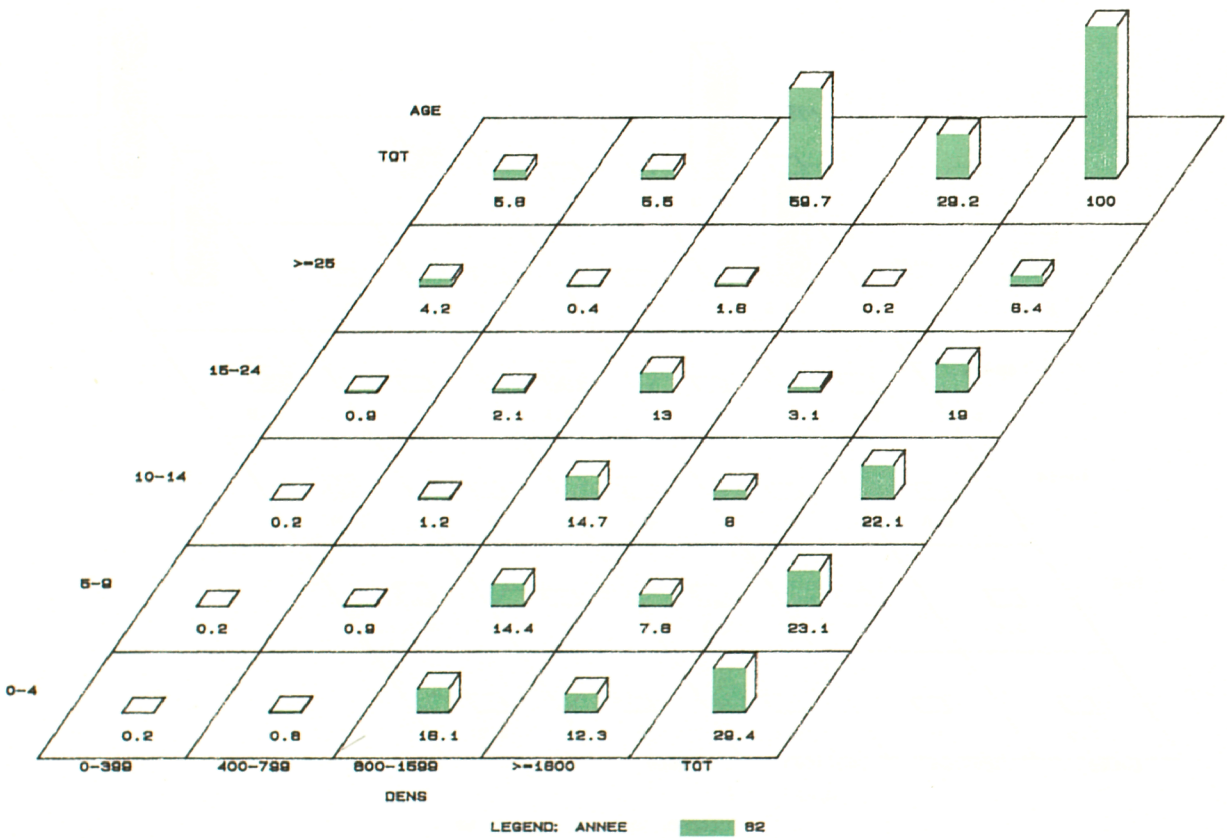 AGE
TOT
5.6 5.5 59.7 29.2 100
>=25
4.2 0.4 1.6 0.2 6.4
15-24
0.9 2.1 13 3.1 19
10-14
0.2 1.2 14.7 6 22.1
5-9
0.2 0.9 14.4 7.6 23.1
0-4
0.2 0.8 16.1 12.3 29.4
0-399 400-799 800-1599 >=1600 TOT
DENS
LEGEND: ANNEE 82